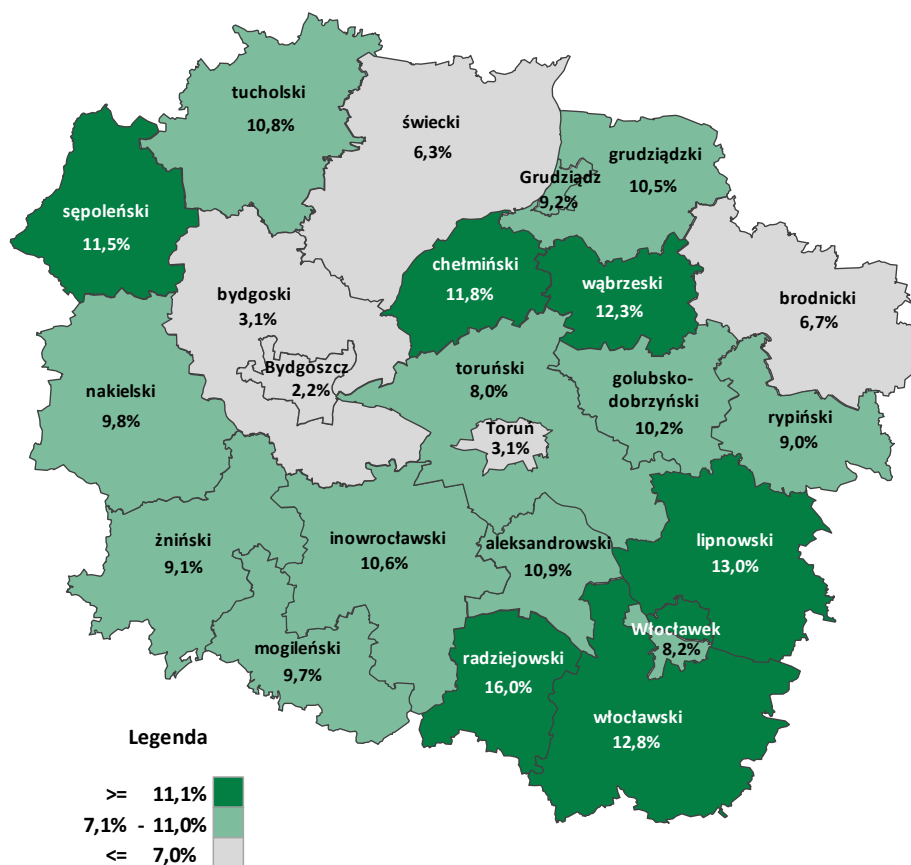 tucholski
10,8%
świecki
6,3%
grudziądzki
10,5%
Grudziądz
9,2%
sępoleński
11,5%
chełmiński
11,8%
wąbrzeski
12,3%
brodnicki
6,7%
bydgoski
3,1%
Bydgoszcz
2,2%
toruński
8,0%
golubsko-
dobrzyński
10,2%
rypiński
9,0%
nakielski
9,8%
Toruń
3,1%
żniński
9,1%
inowrocławski
10,6%
aleksandrowski
10,9%
lipnowski
13,0%
mogileński
9,7%
radziejowski
16,0%
Włocławek
8,2%
włocławski
12,8%
Legenda
>= 11,1%
7,1% - 11,0%
<= 7,0%